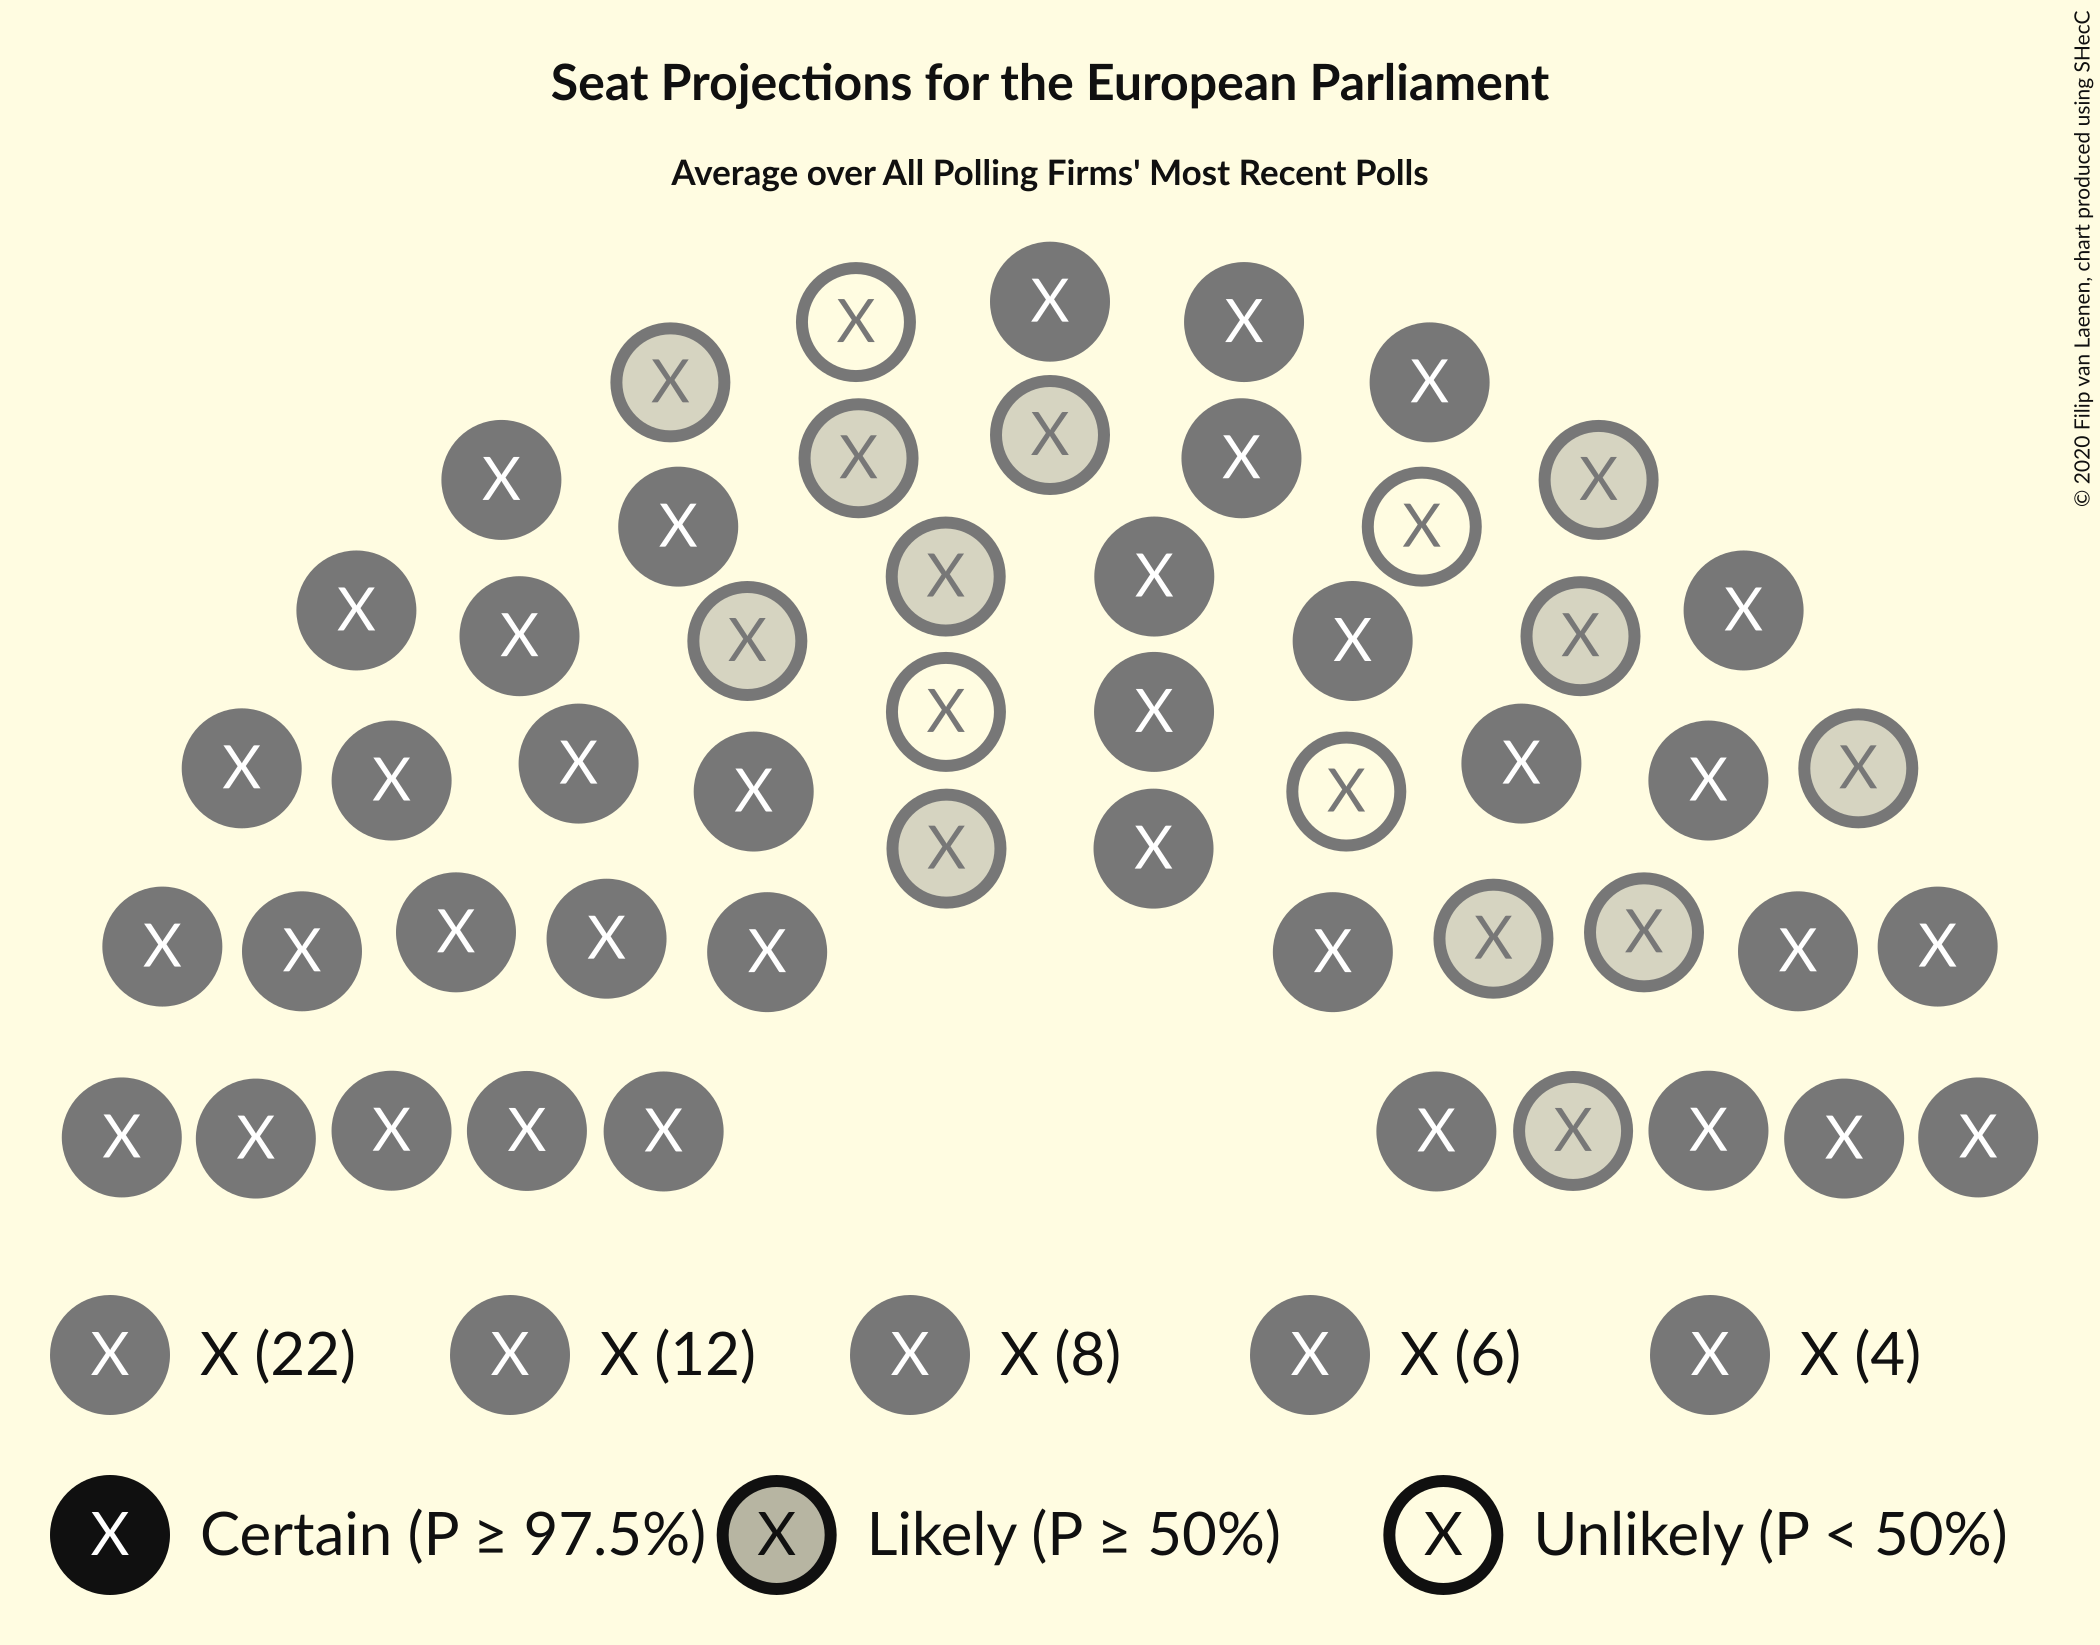 Seat Projections for the European Parliament
Average over All Polling Firms' Most Recent Polls
© 2020 Filip van Laenen, chart produced using SHecC
X X X X X
X X X X
X X X
X X X X
X X
X X X X
X X X X
X X
X X X X
X X
X X X X
X X
X X
X X X X
X X X X
X X X X
X X X X X X X X X X
X X (22) X X (12) X X (8) X X (6) X X (4)
X Certain (P ≥ 97.5%) X Likely (P ≥ 50%) X Unlikely (P < 50%)